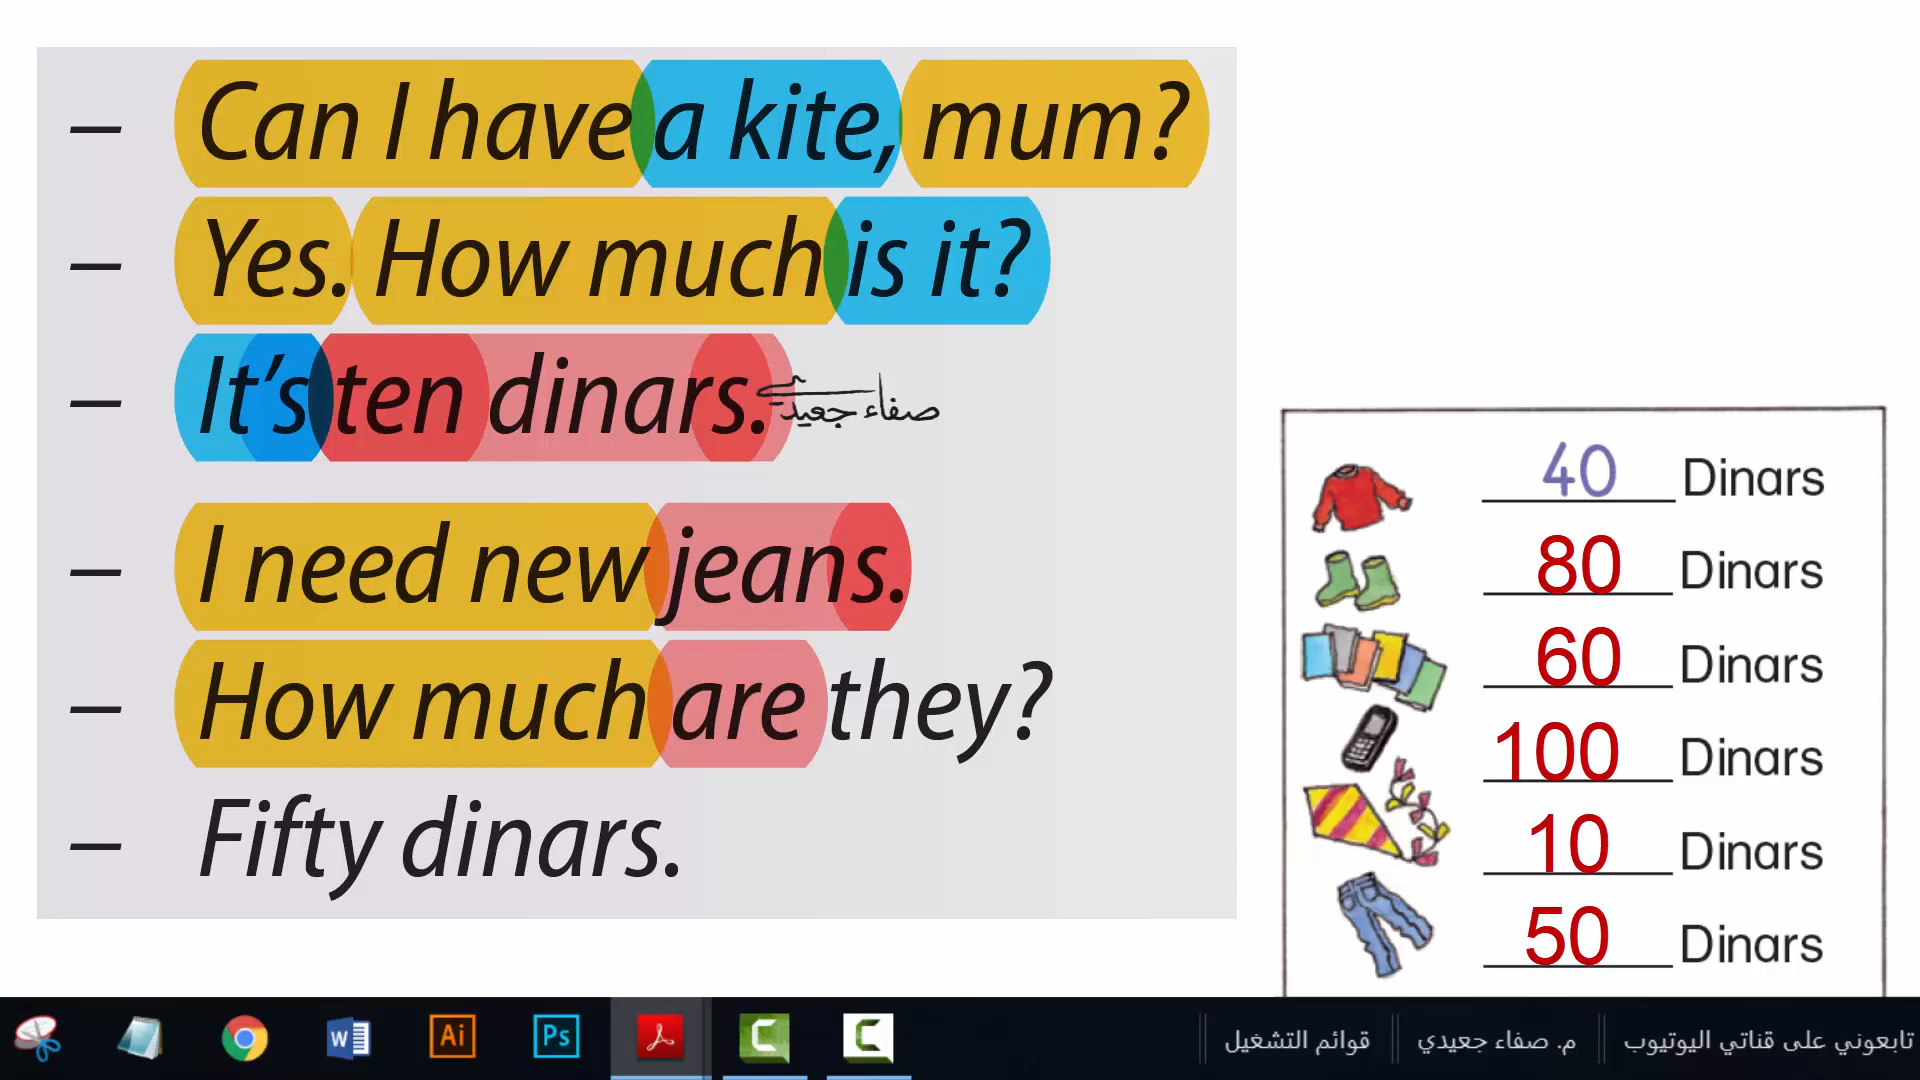 – Can I have a kite, mum?
– Yes. How much is it?
– It's ten dinars.
صفاء جعيدي
– I need new jeans.
– How much are they?
– Fifty dinars.
40 Dinars
80 Dinars
60 Dinars
100 Dinars
10 Dinars
50 Dinars
W Ai Ps C C
قوائم التشغيل
م. صفاء جعيدي
تابعوني على قناتي اليوتيوب